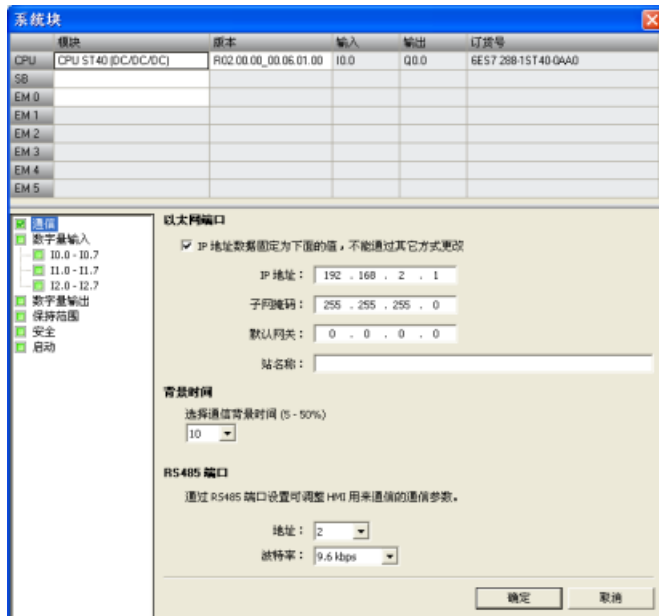 系统块
模块 版本 输入 输出 订货号
CPU CPU ST40 (DC/DC/DC) R02.00.00_00.06.01.00 I0.0 Q0.0 6ES7 288-1ST40-0AA0
SB
EM 0
EM 1
EM 2
EM 3
EM 4
EM 5
通信
数字量输入
I0.0 - I0.7
I1.0 - I1.7
I2.0 - I2.7
数字量输出
保持范围
安全
启动
以太网端口
IP 地址数据固定为下面的值，不能通过其它方式更改
IP 地址： 192 . 168 . 2 . 1
子网掩码： 255 . 255 . 255 . 0
默认网关： 0 . 0 . 0 . 0
站名称：
背景时间
选择通信背景时间 (5 - 50%)
10
RS485 端口
通过 RS485 端口设置可调整 HMI 用来通信的通信参数。
地址： 2
波特率： 9.6 kbps
确定 取消